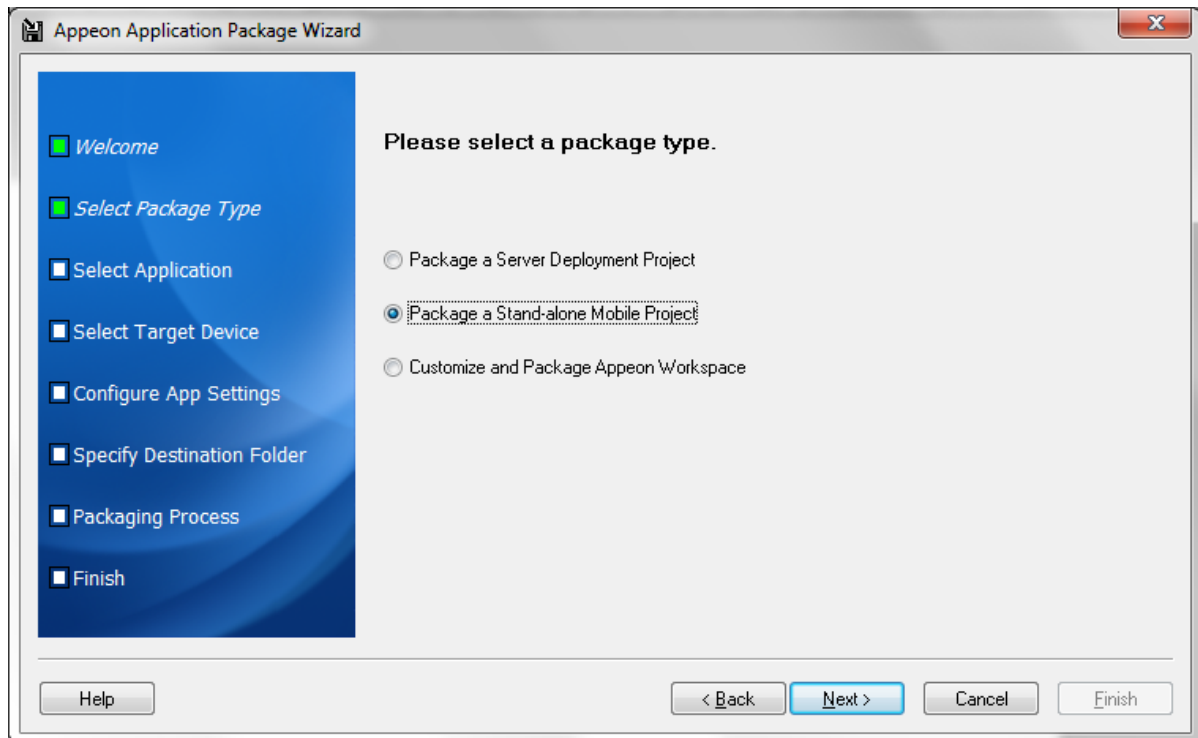 Appeon Application Package Wizard
Welcome
Select Package Type
Select Application
Select Target Device
Configure App Settings
Specify Destination Folder
Packaging Process
Finish
Please select a package type.
Package a Server Deployment Project
Package a Stand-alone Mobile Project
Customize and Package Appeon Workspace
Help
< Back
Next >
Cancel
Finish